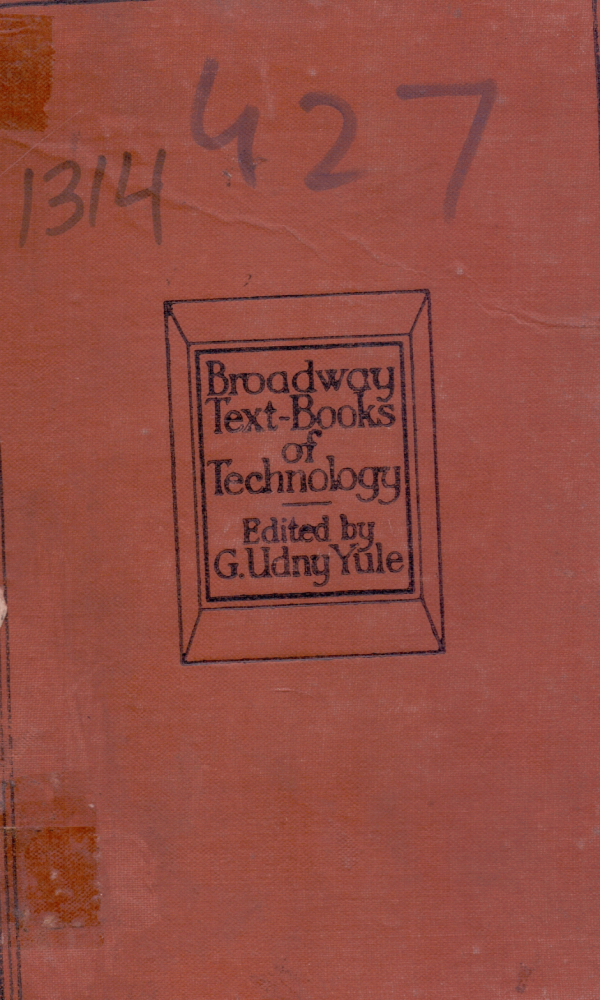 427
1314
Broadway
Text-Books
of
Technology
Edited by
G. Udny Yule